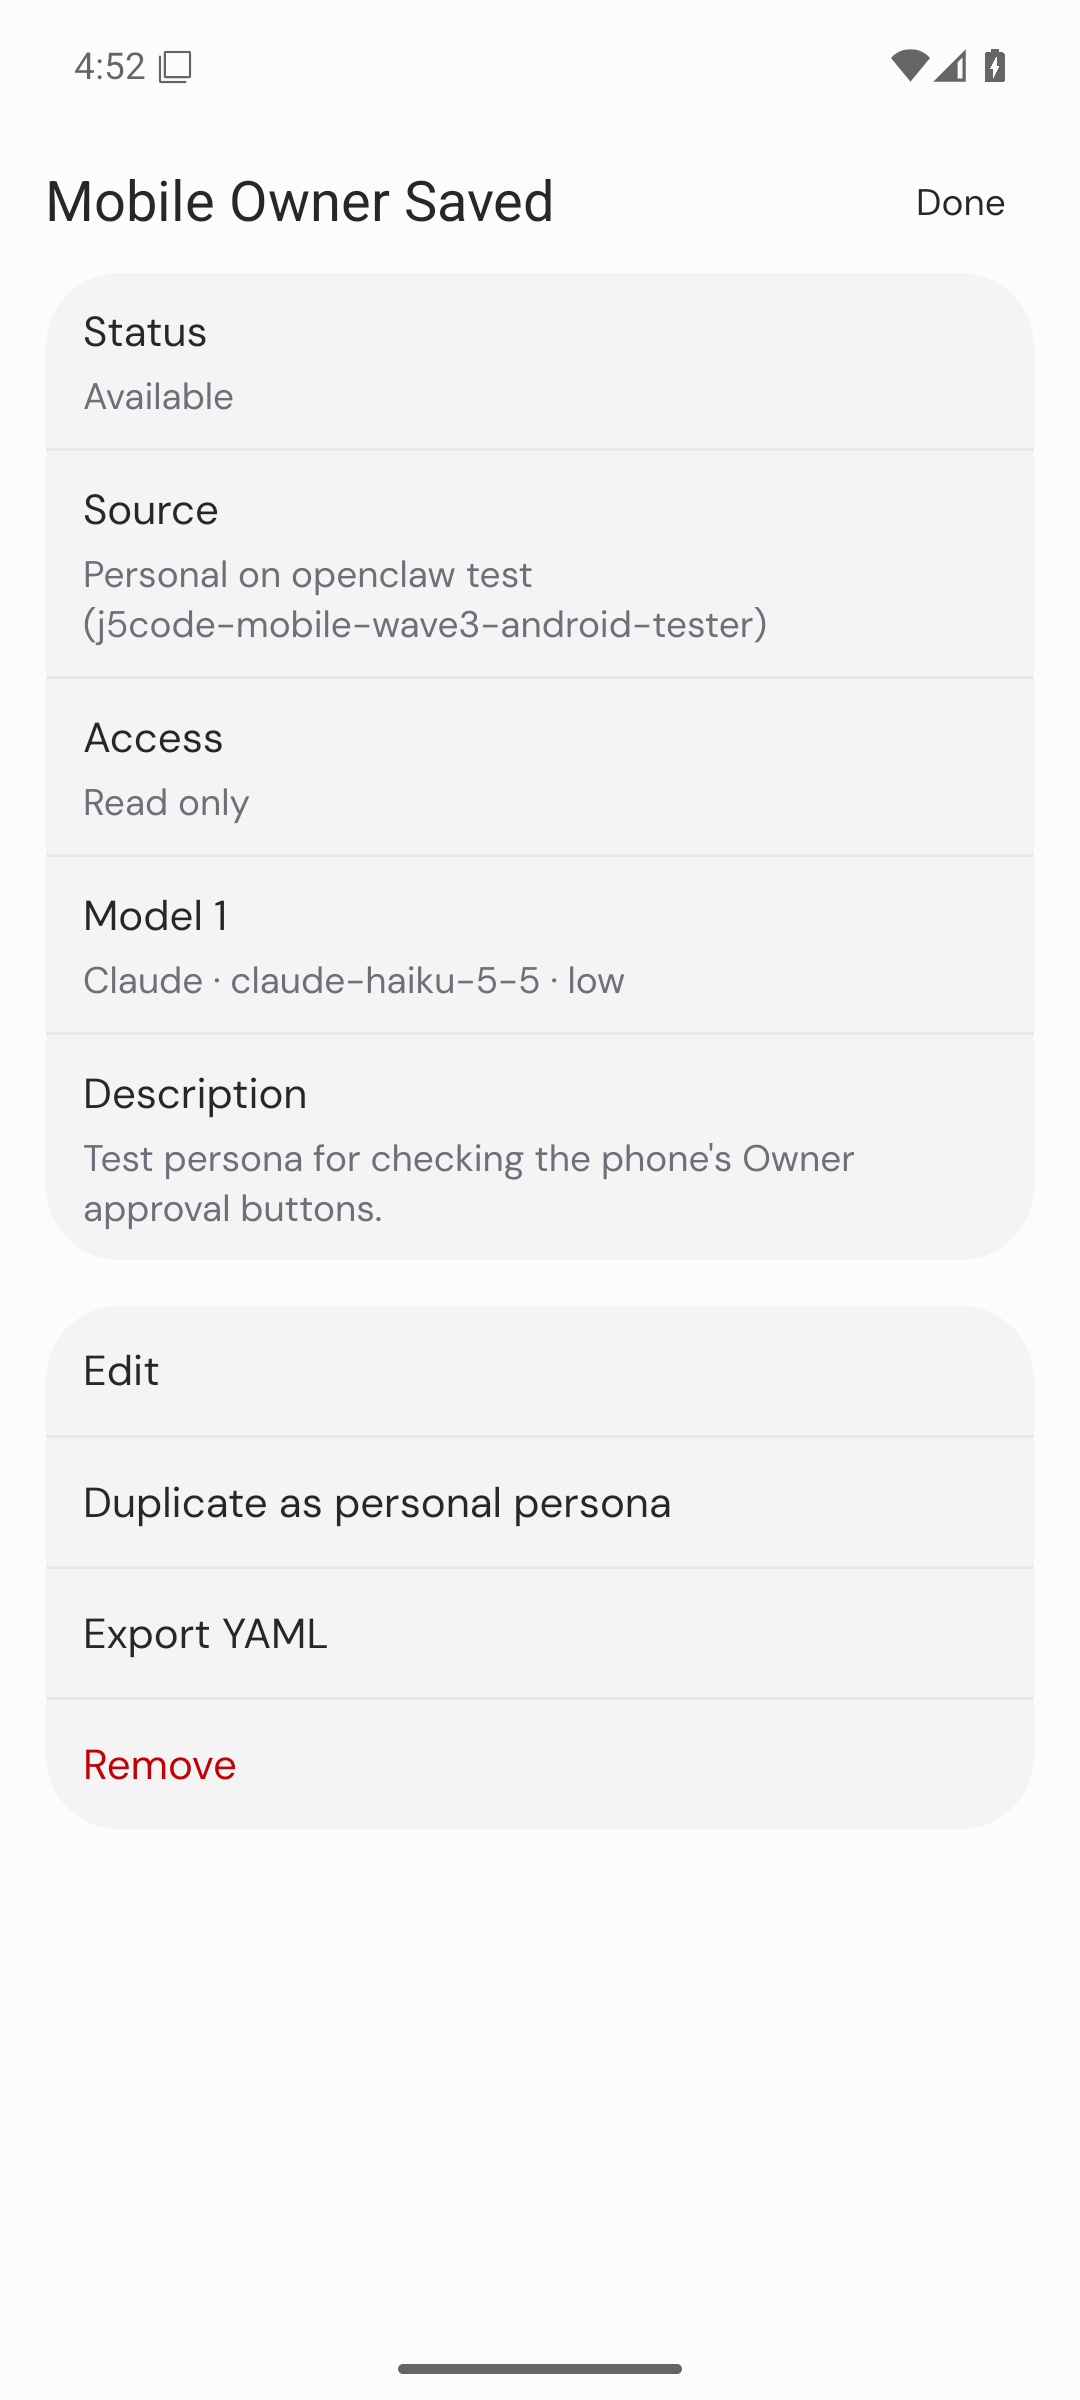 4:52
Mobile Owner Saved
Done
Status
Available
Source
Personal on openclaw test
(j5code-mobile-wave3-android-tester)
Access
Read only
Model 1
Claude · claude-haiku-5-5 · low
Description
Test persona for checking the phone's Owner
approval buttons.
Edit
Duplicate as personal persona
Export YAML
Remove